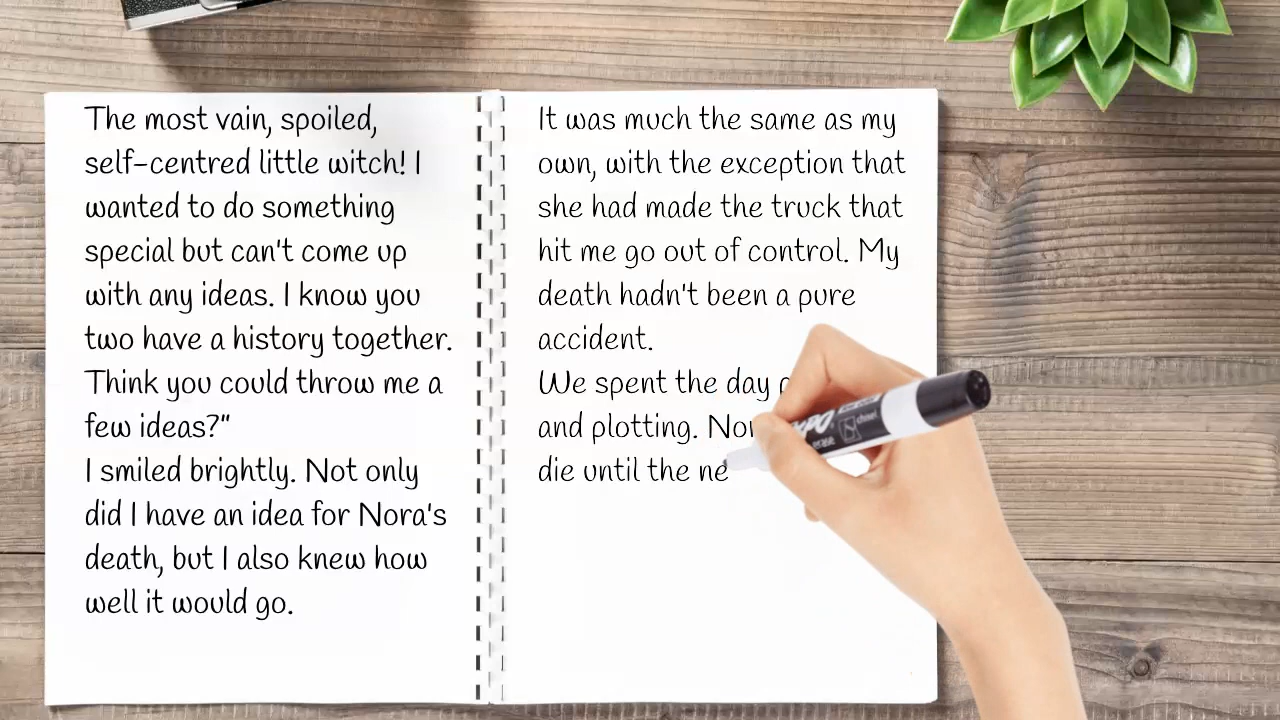 The most vain, spoiled,
self-centred little witch! I
wanted to do something
special but can't come up
with any ideas. I know you
two have a history together.
Think you could throw me a
few ideas?"
I smiled brightly. Not only
did I have an idea for Nora's
death, but I also knew how
well it would go.
It was much the same as my
own, with the exception that
she had made the truck that
hit me go out of control. My
death hadn't been a pure
accident.
We spent the day
and plotting.
die until the ne